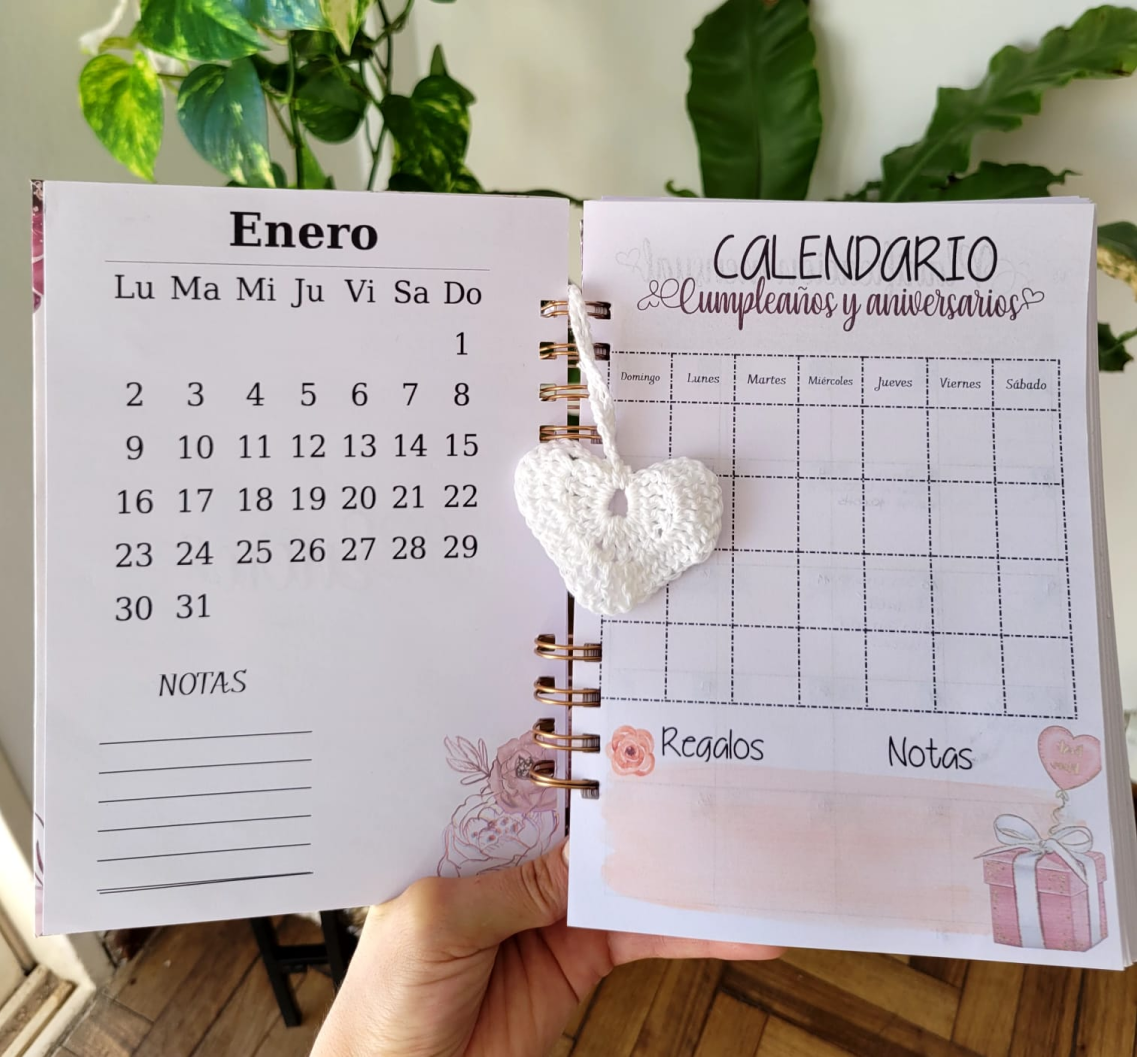 Enero
Lu Ma Mi Ju Vi Sa Do
1
2 3 4 5 6 7 8
9 10 11 12 13 14 15
16 17 18 19 20 21 22
23 24 25 26 27 28 29
30 31
NOTAS
CALENDARIO
Cumpleaños y aniversarios
Domingo Lunes Martes Miércoles Jueves Viernes Sábado
Regalos Notas